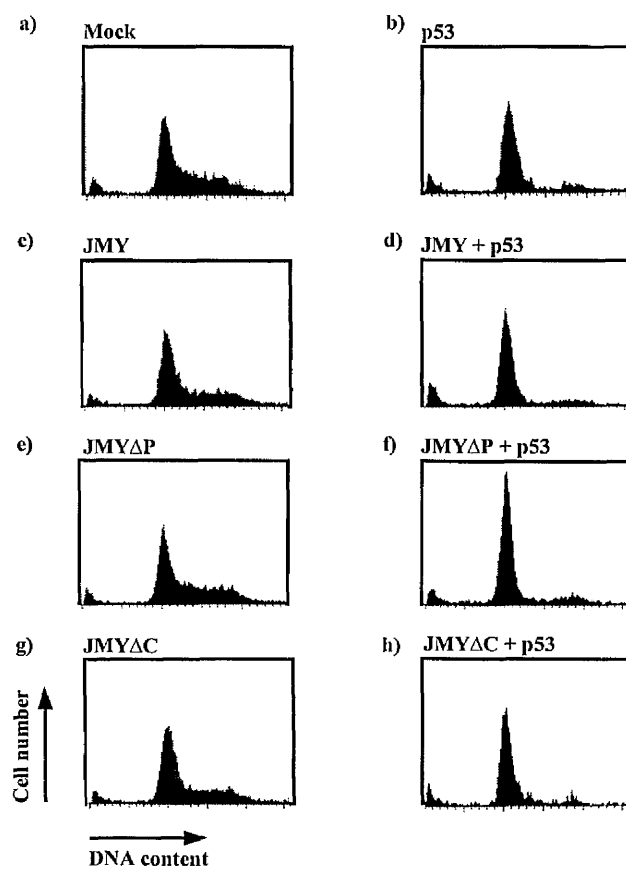 a) Mock
b) p53
c) JMY
d) JMY + p53
e) JMYΔP
f) JMYΔP + p53
g) JMYΔC
h) JMYΔC + p53
Cell number
DNA content